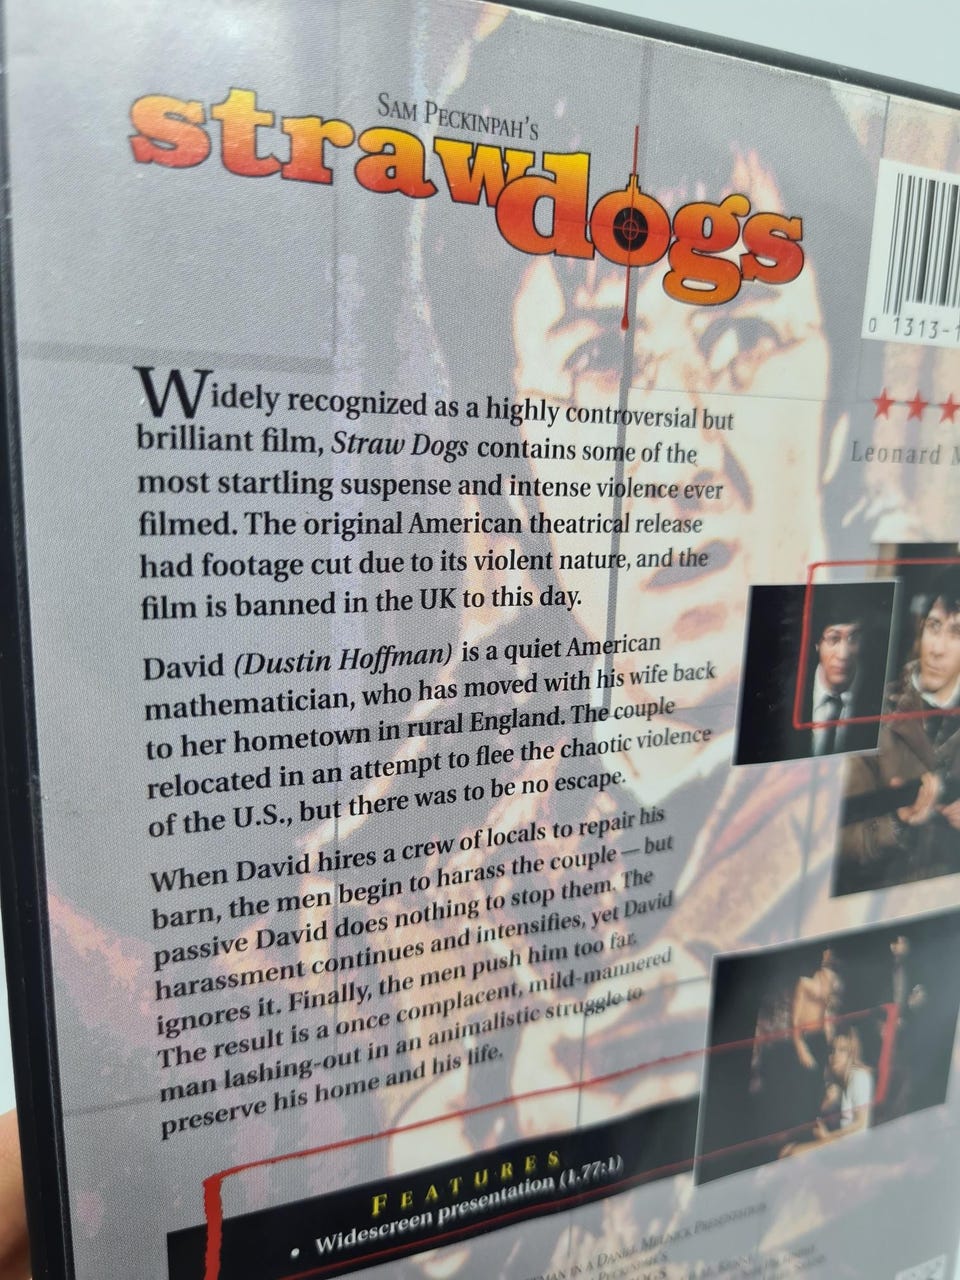 SAM PECKINPAH'S
straw dogs
0 1313-
Widely recognized as a highly controversial but
brilliant film, Straw Dogs contains some of the
most startling suspense and intense violence ever
filmed. The original American theatrical release
had footage cut due to its violent nature, and the
film is banned in the UK to this day.
Leonard M
David (Dustin Hoffman) is a quiet American
mathematician, who has moved with his wife back
to her hometown in rural England. The couple
relocated in an attempt to flee the chaotic violence
of the U.S., but there was to be no escape.
When David hires a crew of locals to repair his
barn, the men begin to harass the couple — but
passive David does nothing to stop them. The
harassment continues and intensifies, yet David
ignores it. Finally, the men push him too far.
The result is a once complacent, mild-mannered
man lashing-out in an animalistic struggle to
preserve his home and his life.
FEATURES
• Widescreen presentation (1.77:1)
IN A DANIEL MELNICK PRESENTATION